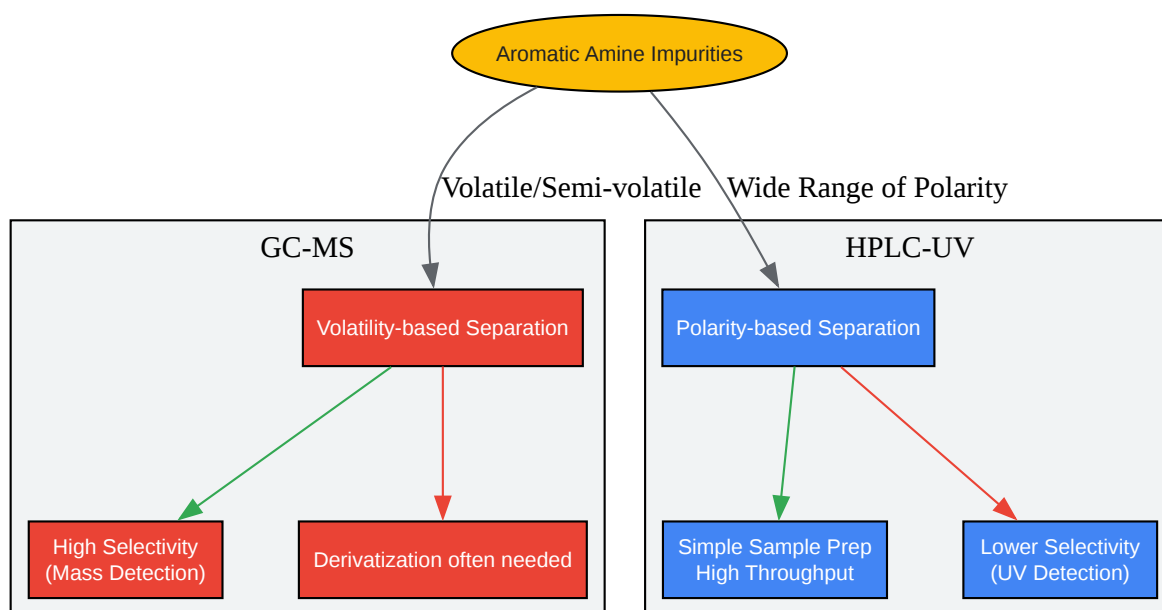 Aromatic Amine Impurities
Volatile/Semi-volatile
Wide Range of Polarity
GC-MS
Volatility-based Separation
High Selectivity
(Mass Detection)
Derivatization often needed
HPLC-UV
Polarity-based Separation
Simple Sample Prep
High Throughput
Lower Selectivity
(UV Detection)